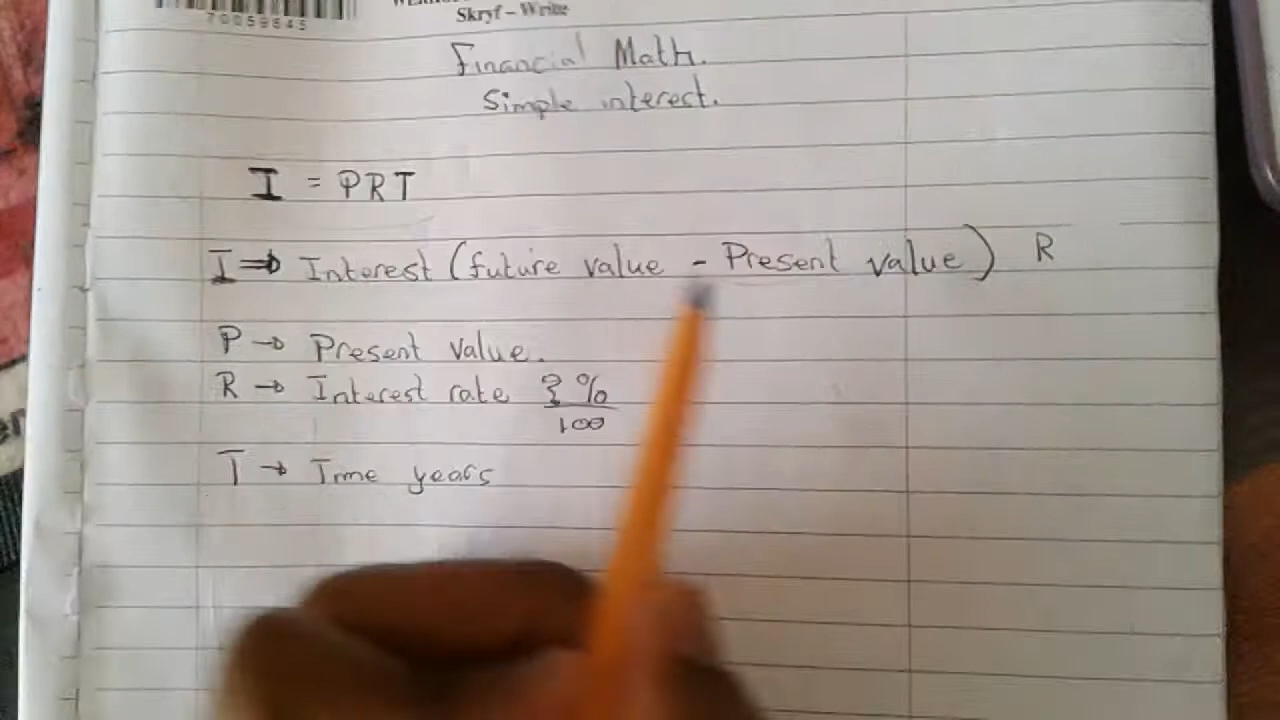 70059645
Skryf – Write
Financial Math.
Simple interest.
I = PRT
I ⇒ Interest (future value - Present value) R
P → Present value.
R → Interest rate %
100
T → Time years